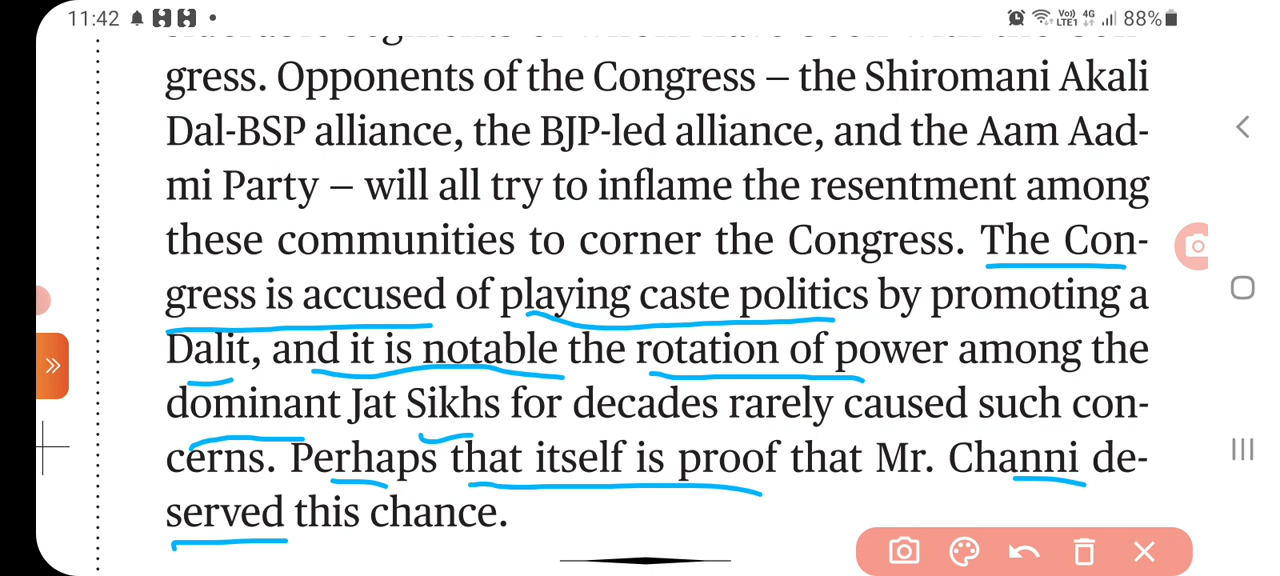 11:42
Vo)) 4G
LTE1 88%
gress. Opponents of the Congress – the Shiromani Akali
Dal-BSP alliance, the BJP-led alliance, and the Aam Aad-
mi Party – will all try to inflame the resentment among
these communities to corner the Congress. The Con-
gress is accused of playing caste politics by promoting a
Dalit, and it is notable the rotation of power among the
dominant Jat Sikhs for decades rarely caused such con-
cerns. Perhaps that itself is proof that Mr. Channi de-
served this chance.